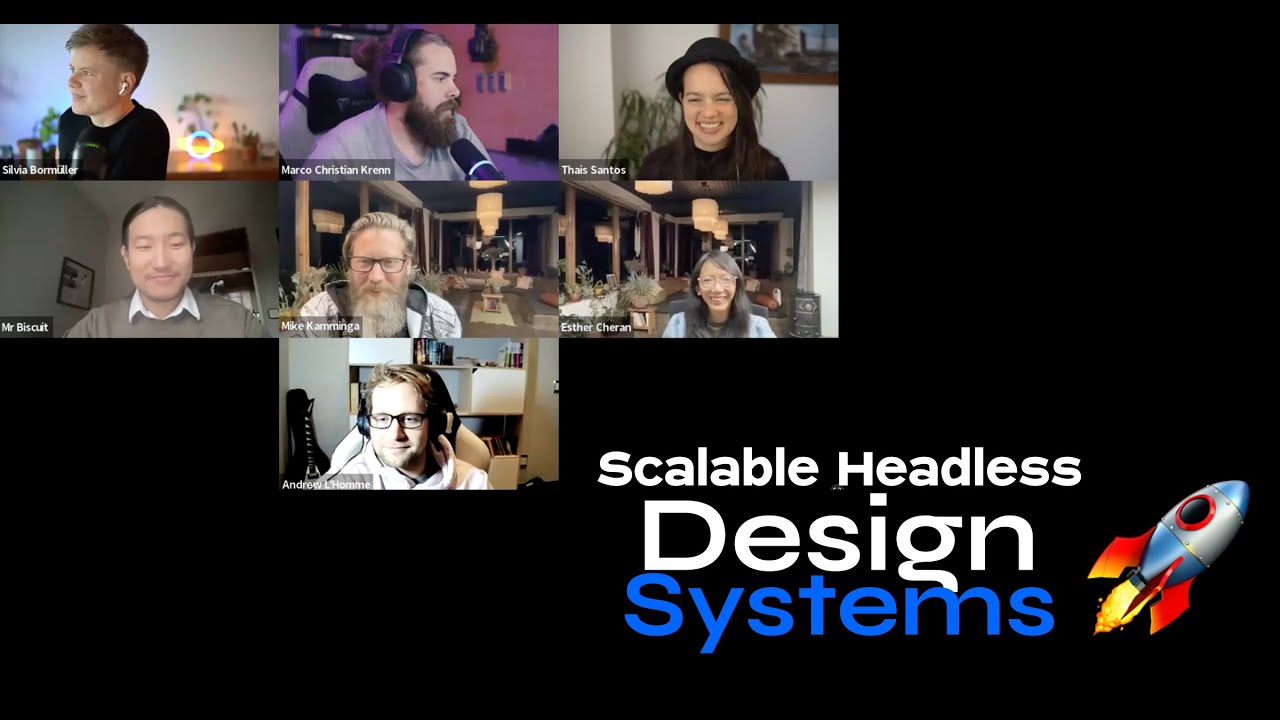 Silvia Bormüller
Marco Christian Krenn
Thais Santos
Mr Biscuit
Mike Kamminga
Esther Cheran
Andrew L'Homme
Scalable Headless
Design
Systems